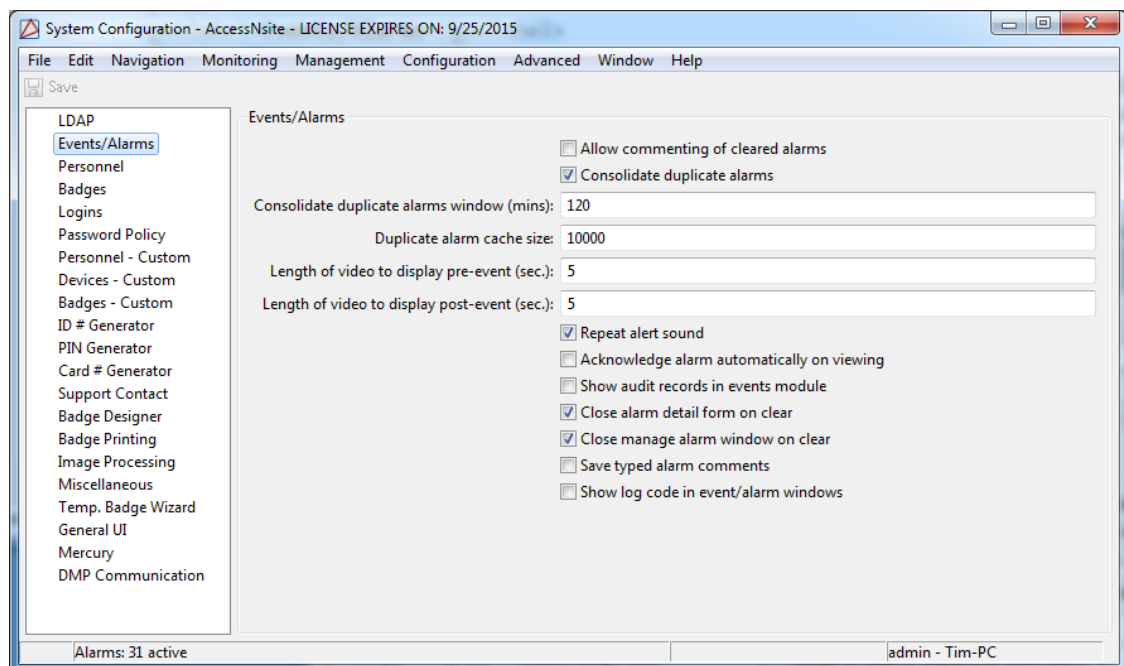 System Configuration - AccessNsite - LICENSE EXPIRES ON: 9/25/2015
File Edit Navigation Monitoring Management Configuration Advanced Window Help
Save
LDAP
Events/Alarms
Personnel
Badges
Logins
Password Policy
Personnel - Custom
Devices - Custom
Badges - Custom
ID # Generator
PIN Generator
Card # Generator
Support Contact
Badge Designer
Badge Printing
Image Processing
Miscellaneous
Temp. Badge Wizard
General UI
Mercury
DMP Communication
Events/Alarms
Allow commenting of cleared alarms
Consolidate duplicate alarms
Consolidate duplicate alarms window (mins): 120
Duplicate alarm cache size: 10000
Length of video to display pre-event (sec.): 5
Length of video to display post-event (sec.): 5
Repeat alert sound
Acknowledge alarm automatically on viewing
Show audit records in events module
Close alarm detail form on clear
Close manage alarm window on clear
Save typed alarm comments
Show log code in event/alarm windows
Alarms: 31 active
admin - Tim-PC